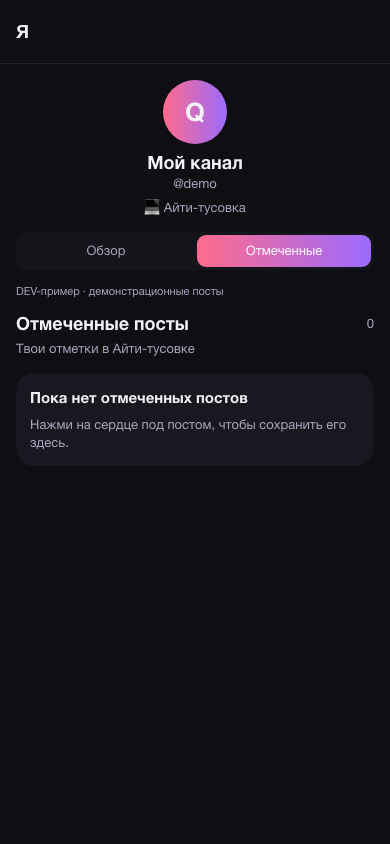 Я
Q
Мой канал
@demo
💻 Айти-тусовка
Обзор
Отмеченные
DEV-пример · демонстрационные посты
Отмеченные посты
0
Твои отметки в Айти-тусовке
Пока нет отмеченных постов
Нажми на сердце под постом, чтобы сохранить его
здесь.